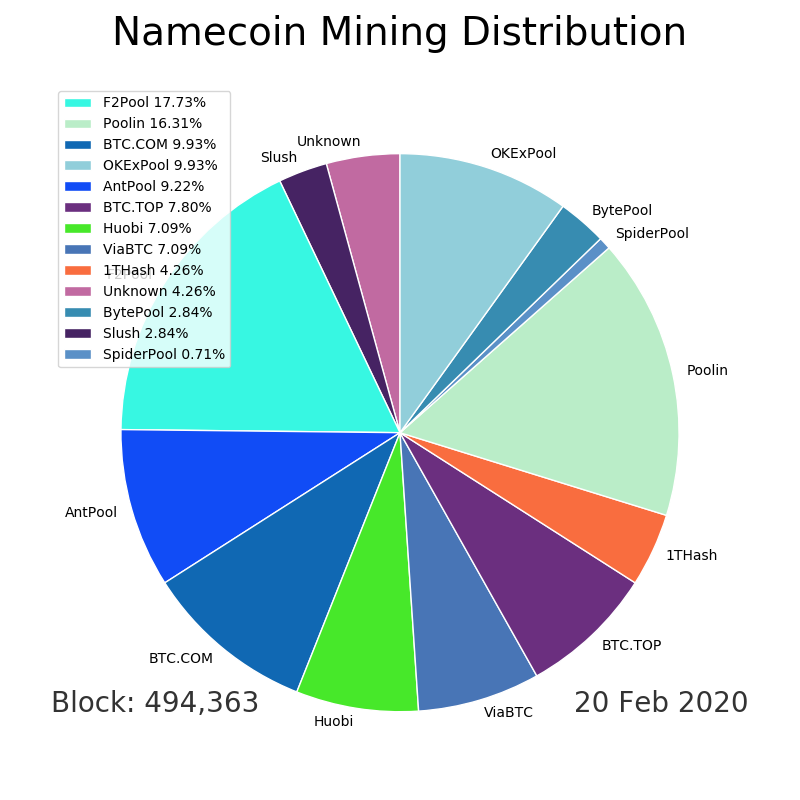 Namecoin Mining Distribution
F2Pool 17.73%
Poolin 16.31%
BTC.COM 9.93%
OKExPool 9.93%
AntPool 9.22%
BTC.TOP 7.80%
Huobi 7.09%
ViaBTC 7.09%
1THash 4.26%
Unknown 4.26%
BytePool 2.84%
Slush 2.84%
SpiderPool 0.71%
Unknown
Slush
OKExPool
BytePool
SpiderPool
F2Pool
Poolin
AntPool
1THash
BTC.TOP
BTC.COM
ViaBTC
Huobi
Block: 494,363
20 Feb 2020